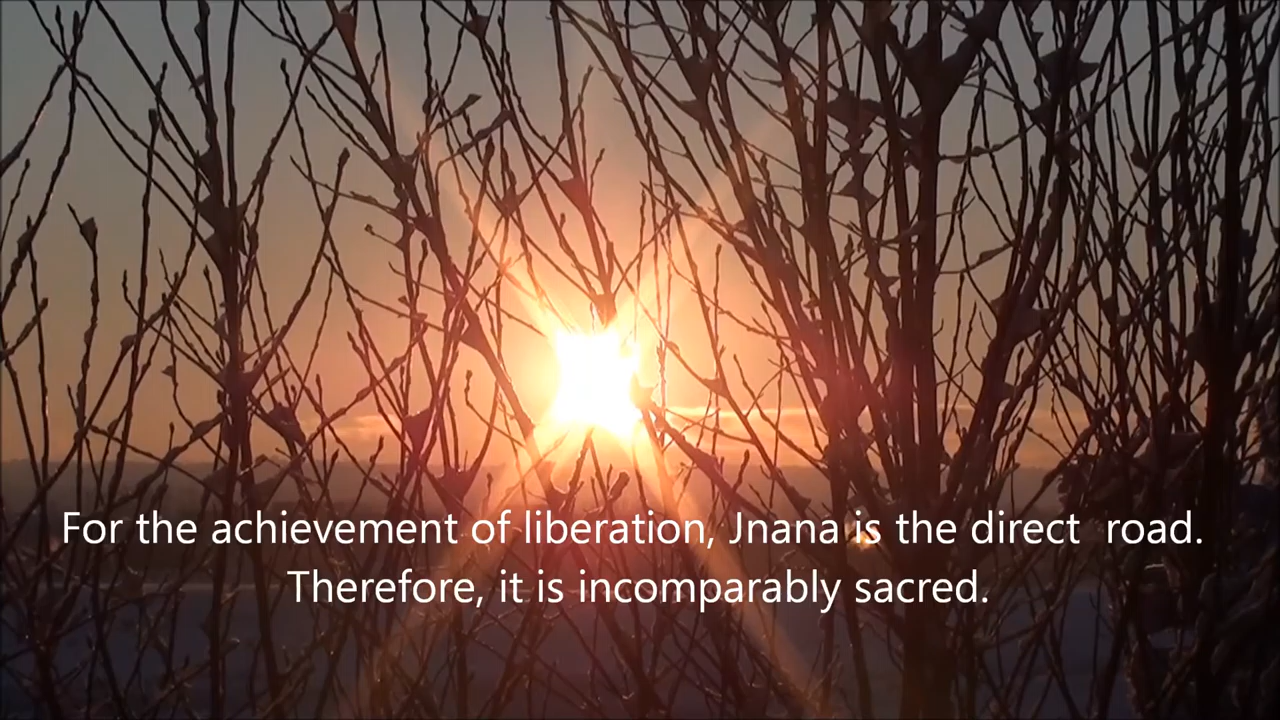 For the achievement of liberation, Jnana is the direct  road.
Therefore, it is incomparably sacred.